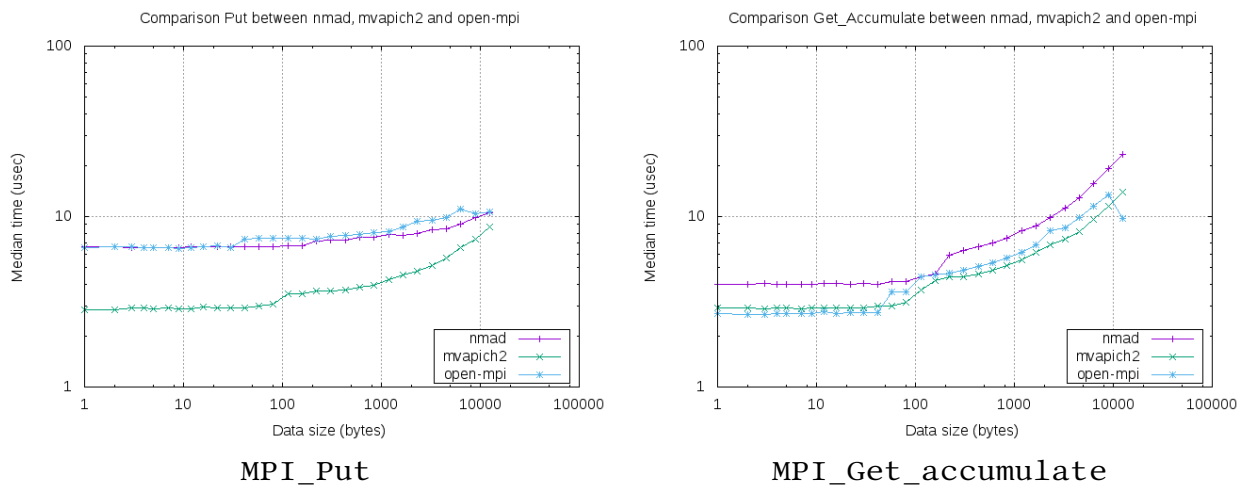 Comparison Put between nmad, mvapich2 and open-mpi
100
10
1
1
10
100
1000
10000
100000
Median time (usec)
Data size (bytes)
nmad
mvapich2
open-mpi
MPI_Put
Comparison Get_Accumulate between nmad, mvapich2 and open-mpi
100
10
1
1
10
100
1000
10000
100000
Median time (usec)
Data size (bytes)
nmad
mvapich2
open-mpi
MPI_Get_accumulate